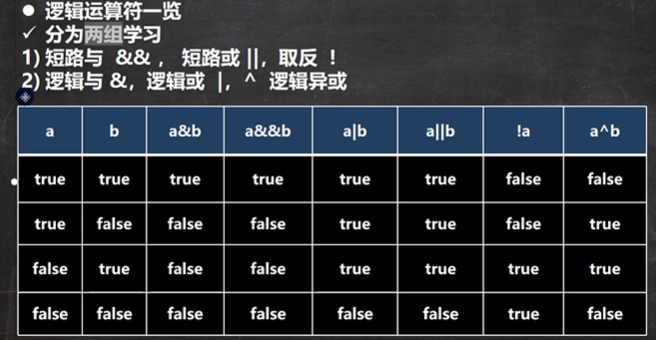 ● 逻辑运算符一览
✓ 分为两组学习
1) 短路与 && ， 短路或 ||，取反 ！
2) 逻辑与 &，逻辑或 |，^ 逻辑异或
a b a&b a&&b a|b a||b !a a^b
true true true true true true false false
true false false false true true false true
false true false false true true true true
false false false false false false true false